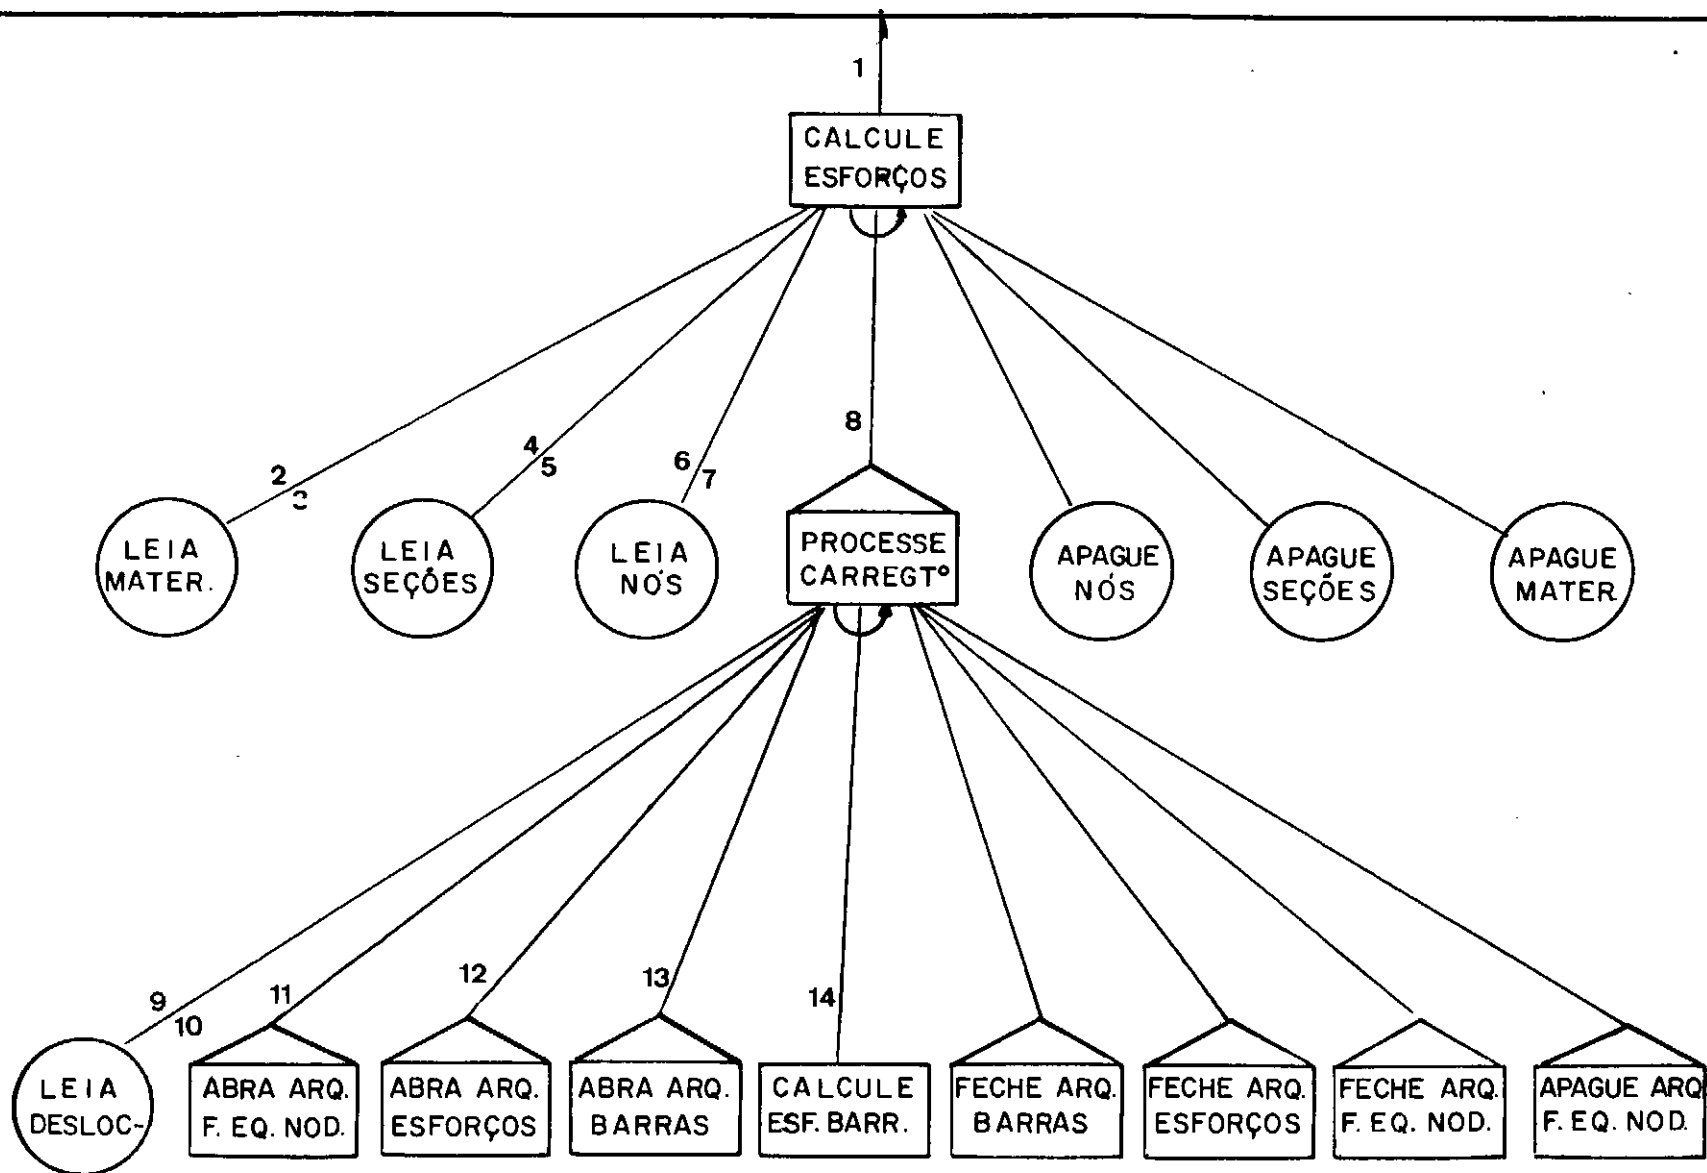 1
CALCULE
ESFORÇOS
2
3
4
5
6
7
8
LEIA
MATER.
LEIA
SEÇÕES
LEIA
NÓS
PROCESSE
CARREGTº
APAGUE
NÓS
APAGUE
SEÇÕES
APAGUE
MATER.
9
10
11
12
13
14
LEIA
DESLOC-
ABRA ARQ.
F. EQ. NOD.
ABRA ARQ.
ESFORÇOS
ABRA ARQ.
BARRAS
CALCULE
ESF. BARR.
FECHE ARQ.
BARRAS
FECHE ARQ.
ESFORÇOS
FECHE ARQ.
F. EQ. NOD.
APAGUE ARQ
F. EQ. NOD.